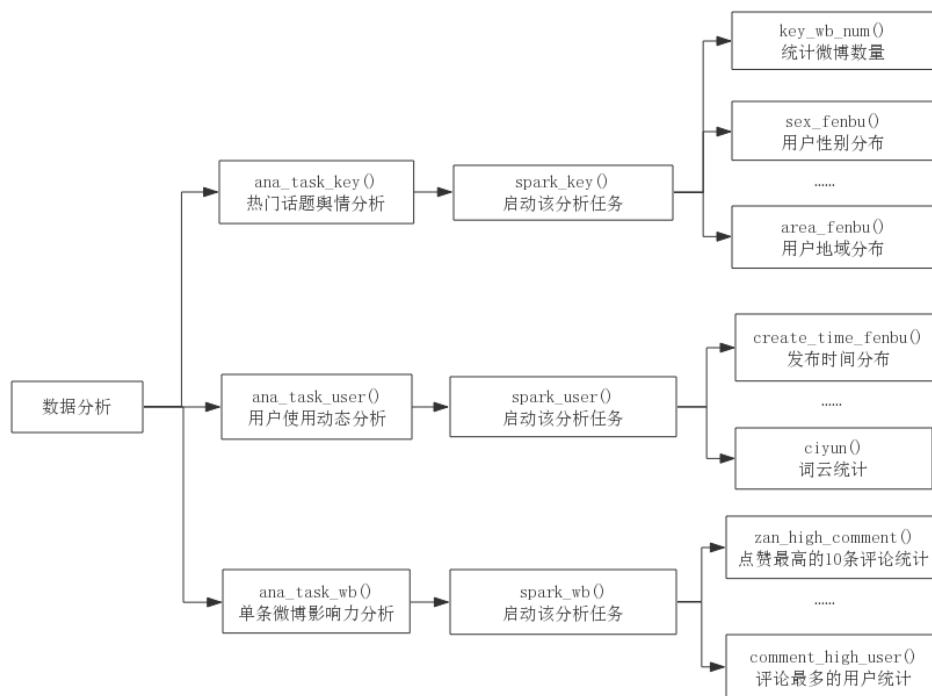 key_wb_num()
统计微博数量
sex_fenbu()
用户性别分布
......
ana_task_key()
热门话题舆情分析
spark_key()
启动该分析任务
area_fenbu()
用户地域分布
create_time_fenbu()
发布时间分布
......
数据分析
ana_task_user()
用户使用动态分析
spark_user()
启动该分析任务
ciyun()
词云统计
zan_high_comment()
点赞最高的10条评论统计
......
ana_task_wb()
单条微博影响力分析
spark_wb()
启动该分析任务
comment_high_user()
评论最多的用户统计